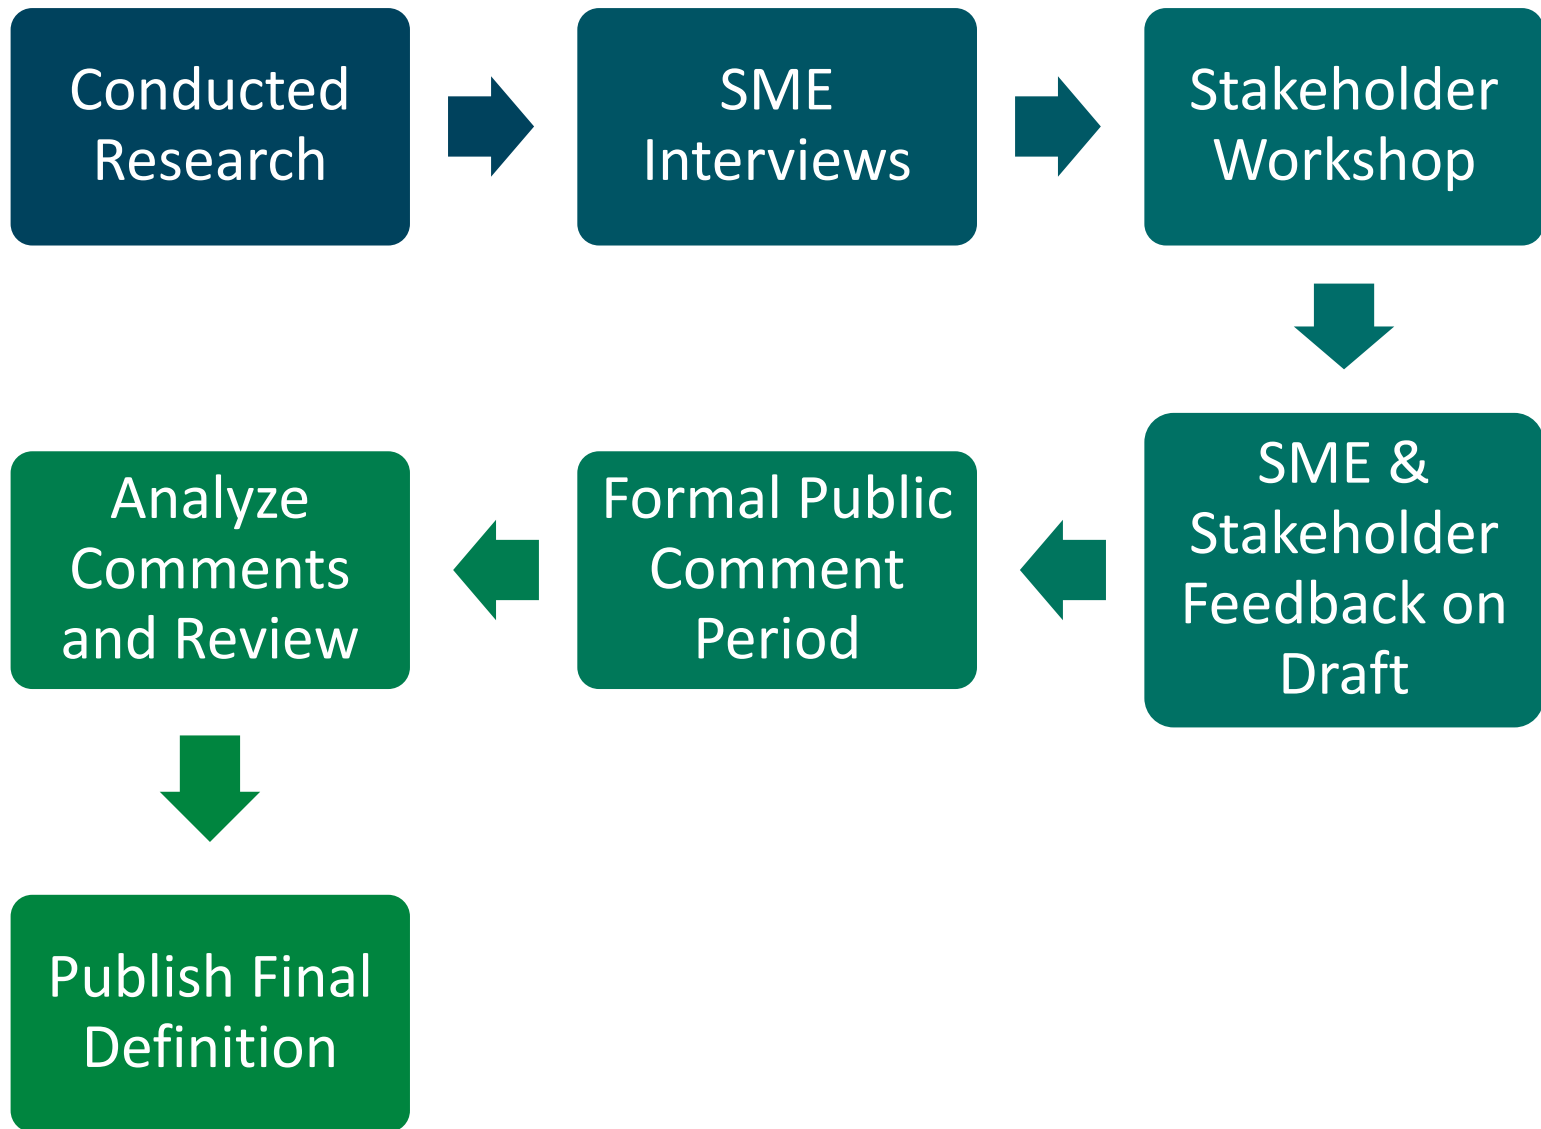 Conducted
Research
SME
Interviews
Stakeholder
Workshop
SME &
Stakeholder
Feedback on
Draft
Formal Public
Comment
Period
Analyze
Comments
and Review
Publish Final
Definition